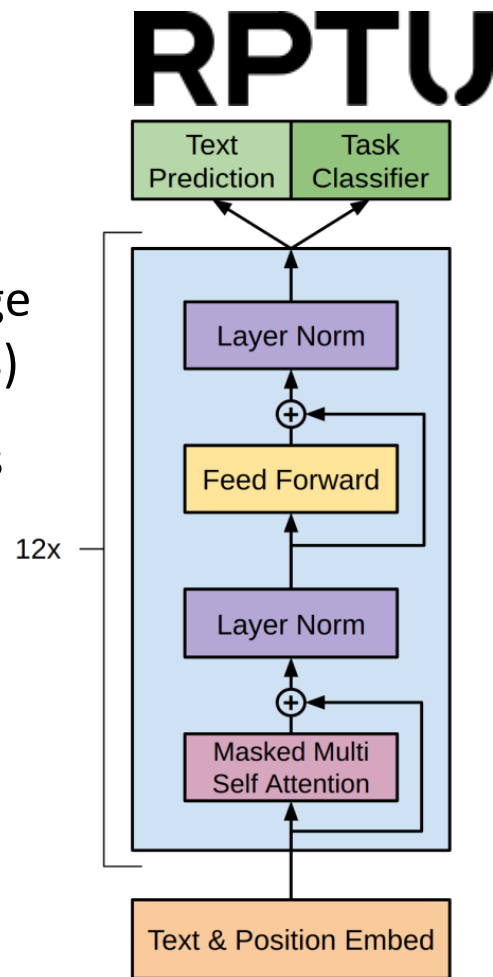 RPTU
Text
Prediction
Task
Classifier
ge
)
s
12x
Layer Norm
+
Feed Forward
Layer Norm
+
Masked Multi
Self Attention
Text & Position Embed